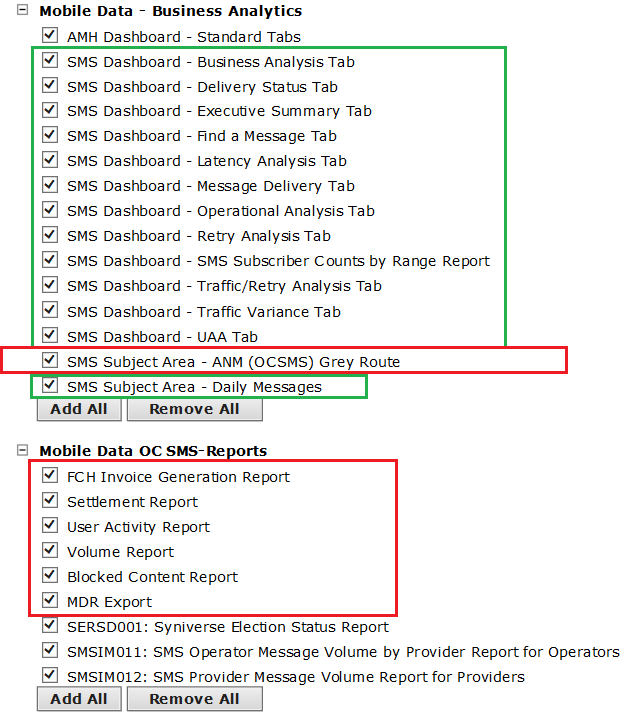 Mobile Data - Business Analytics
AMH Dashboard - Standard Tabs
SMS Dashboard - Business Analysis Tab
SMS Dashboard - Delivery Status Tab
SMS Dashboard - Executive Summary Tab
SMS Dashboard - Find a Message Tab
SMS Dashboard - Latency Analysis Tab
SMS Dashboard - Message Delivery Tab
SMS Dashboard - Operational Analysis Tab
SMS Dashboard - Retry Analysis Tab
SMS Dashboard - SMS Subscriber Counts by Range Report
SMS Dashboard - Traffic/Retry Analysis Tab
SMS Dashboard - Traffic Variance Tab
SMS Dashboard - UAA Tab
SMS Subject Area - ANM (OCSMS) Grey Route
SMS Subject Area - Daily Messages
Add All Remove All
Mobile Data OC SMS-Reports
FCH Invoice Generation Report
Settlement Report
User Activity Report
Volume Report
Blocked Content Report
MDR Export
SERSD001: Syniverse Election Status Report
SMSIM011: SMS Operator Message Volume by Provider Report for Operators
SMSIM012: SMS Provider Message Volume Report for Providers
Add All Remove All